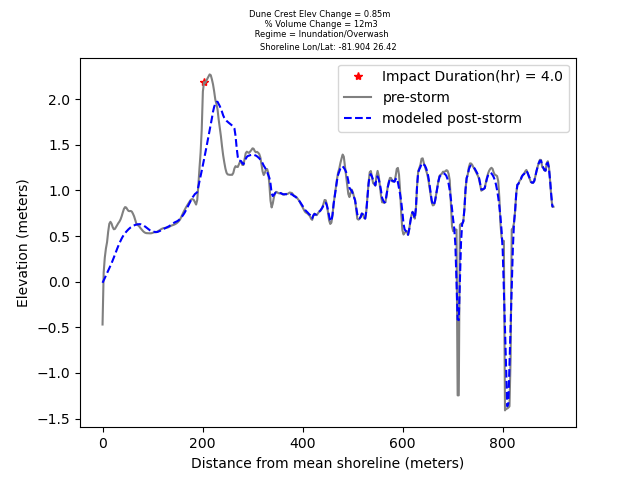 Dune Crest Elev Change = 0.85m
% Volume Change = 12m3
Regime = Inundation/Overwash
Shoreline Lon/Lat: -81.904 26.42
Impact Duration(hr) = 4.0
pre-storm
modeled post-storm
Elevation (meters)
2.0
1.5
1.0
0.5
0.0
−0.5
−1.0
−1.5
0 200 400 600 800
Distance from mean shoreline (meters)